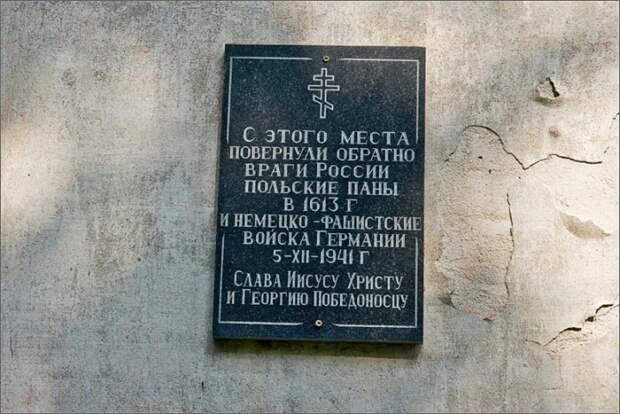 С ЭТОГО МЕСТА
ПОВЕРНУЛИ ОБРАТНО
ВРАГИ РОССИИ
ПОЛЬСКИЕ ПАНЫ
В 1613 Г
И НЕМЕЦКО-ФАШИСТСКИЕ
ВОЙСКА ГЕРМАНИИ
5-XII-1941 Г
СЛАВА ИИСУСУ ХРИСТУ
И ГЕОРГИЮ ПОБЕДОНОСЦУ